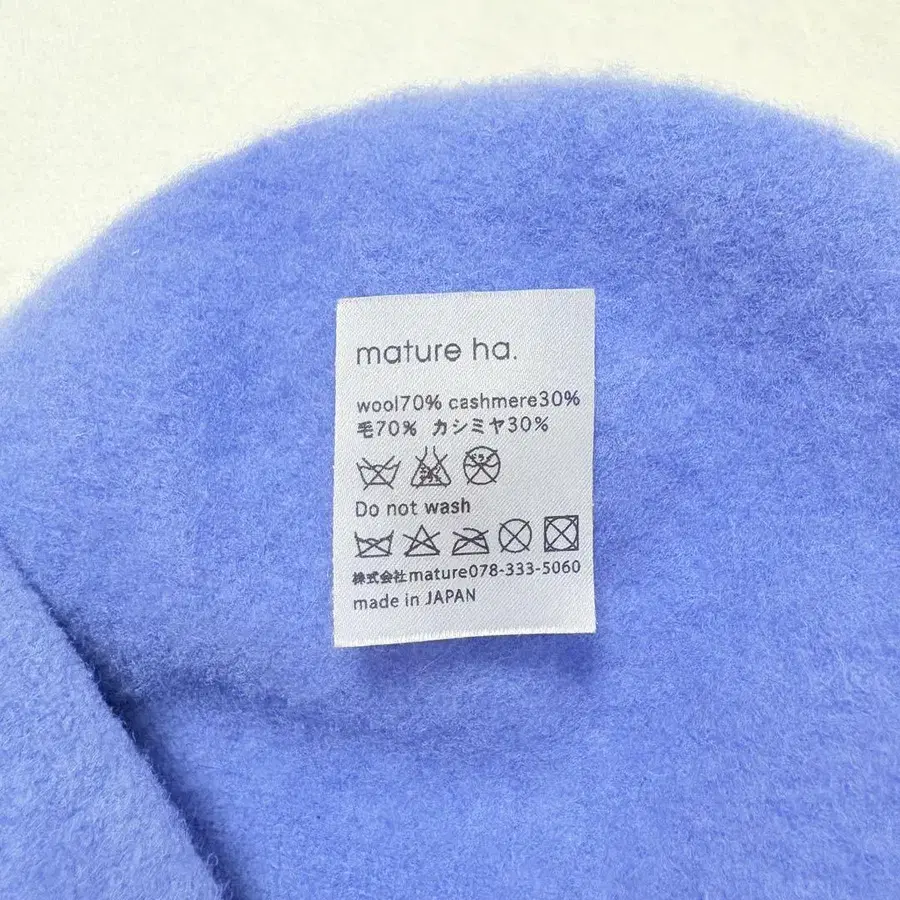 mature ha.
wool70% cashmere30%
毛70% カシミヤ30%
Do not wash
株式会社mature078-333-5060
made in JAPAN